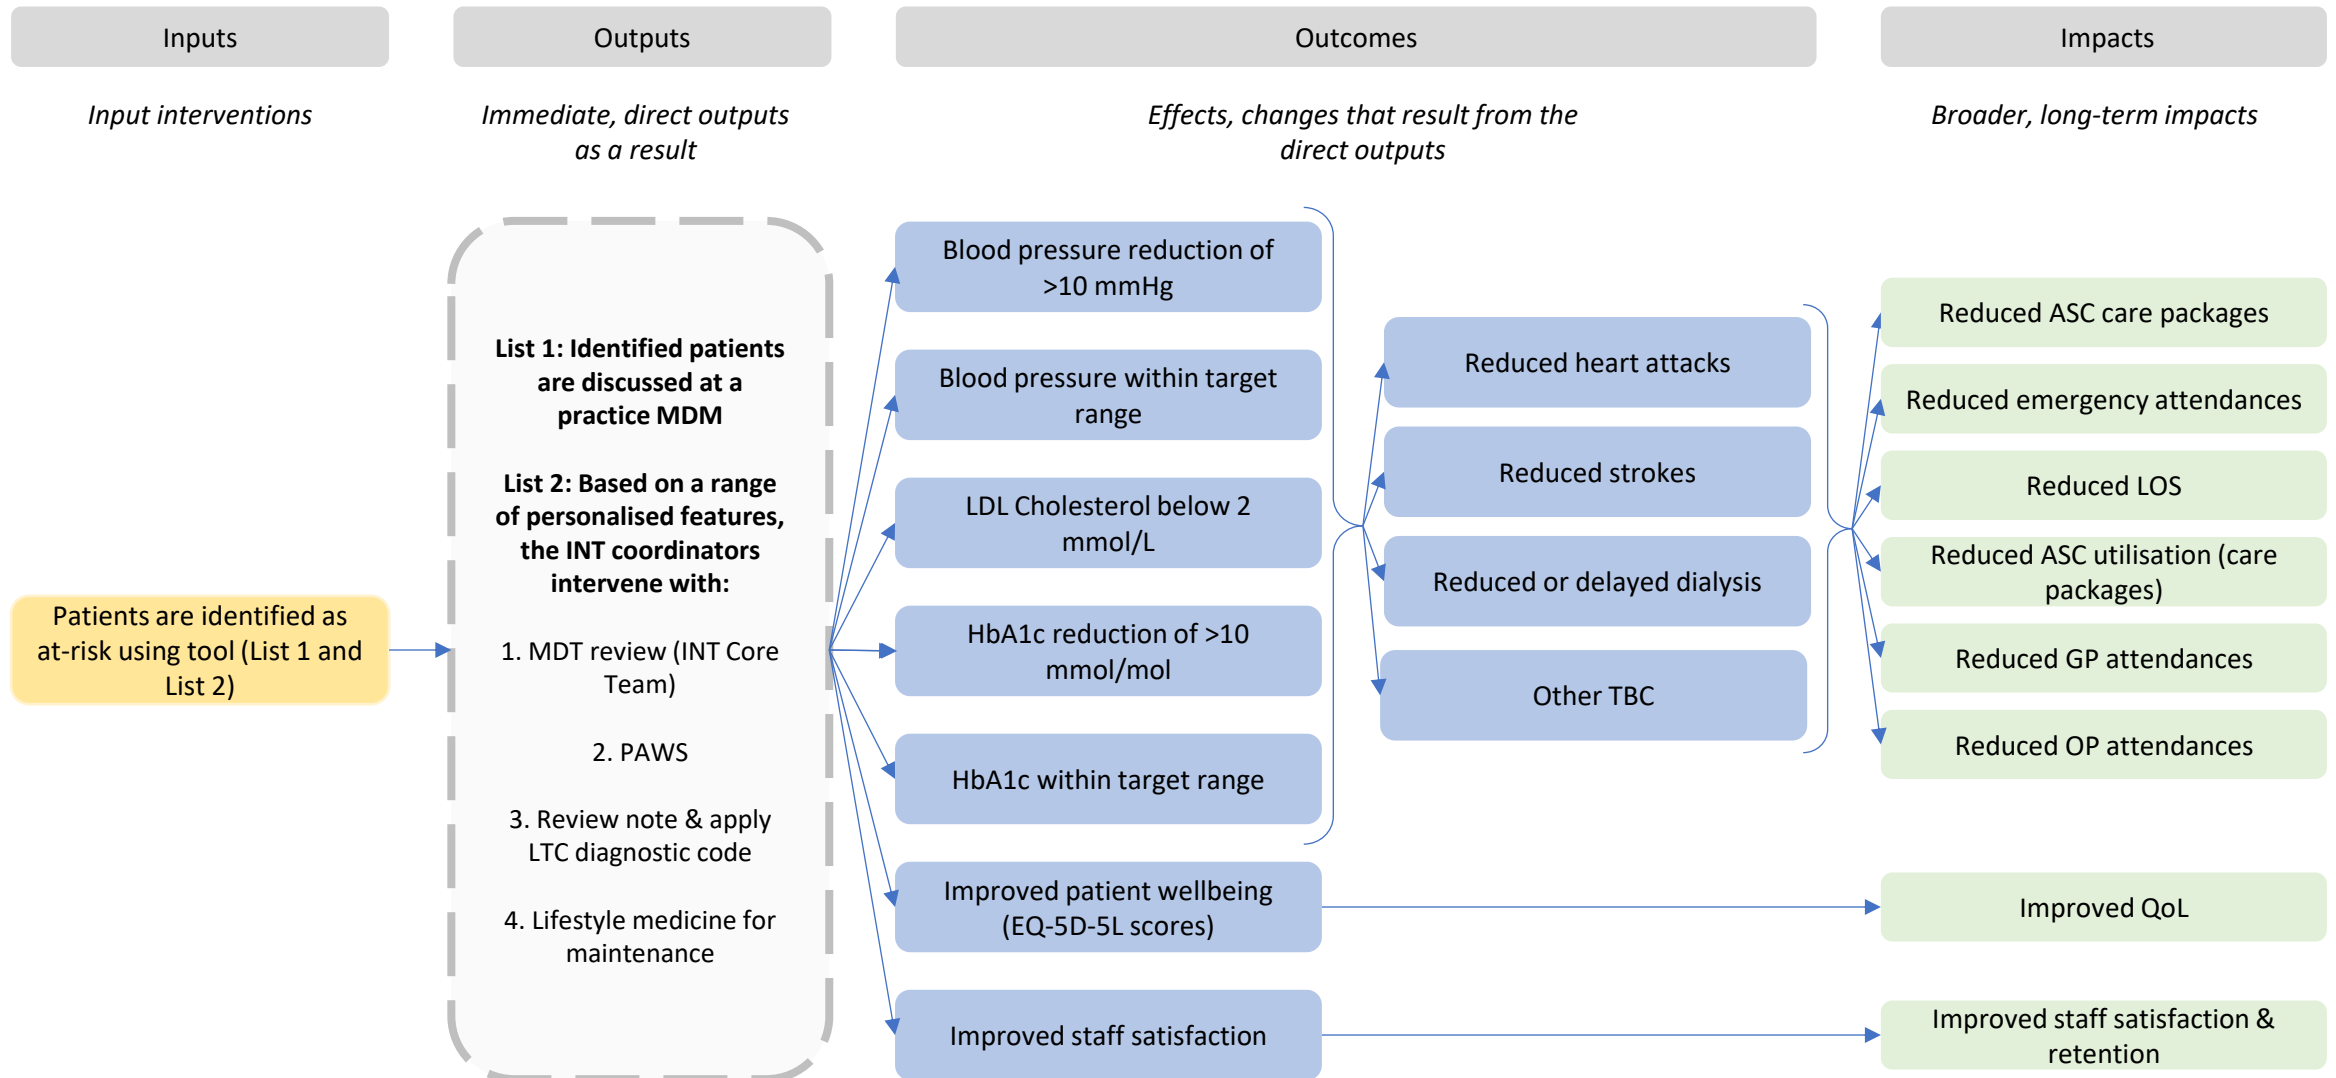 Inputs
Outputs
Outcomes
Impacts
Input interventions
Immediate, direct outputs
as a result
Effects, changes that result from the
direct outputs
Broader, long-term impacts
Patients are identified as
at-risk using tool (List 1 and
List 2)
List 1: Identified patients
are discussed at a
practice MDM
List 2: Based on a range
of personalised features,
the INT coordinators
intervene with:
1. MDT review (INT Core
Team)
2. PAWS
3. Review note & apply
LTC diagnostic code
4. Lifestyle medicine for
maintenance
Blood pressure reduction of
>10 mmHg
Blood pressure within target
range
LDL Cholesterol below 2
mmol/L
HbA1c reduction of >10
mmol/mol
HbA1c within target range
Improved patient wellbeing
(EQ-5D-5L scores)
Improved staff satisfaction
Reduced heart attacks
Reduced strokes
Reduced or delayed dialysis
Other TBC
Reduced ASC care packages
Reduced emergency attendances
Reduced LOS
Reduced ASC utilisation (care
packages)
Reduced GP attendances
Reduced OP attendances
Improved QoL
Improved staff satisfaction &
retention